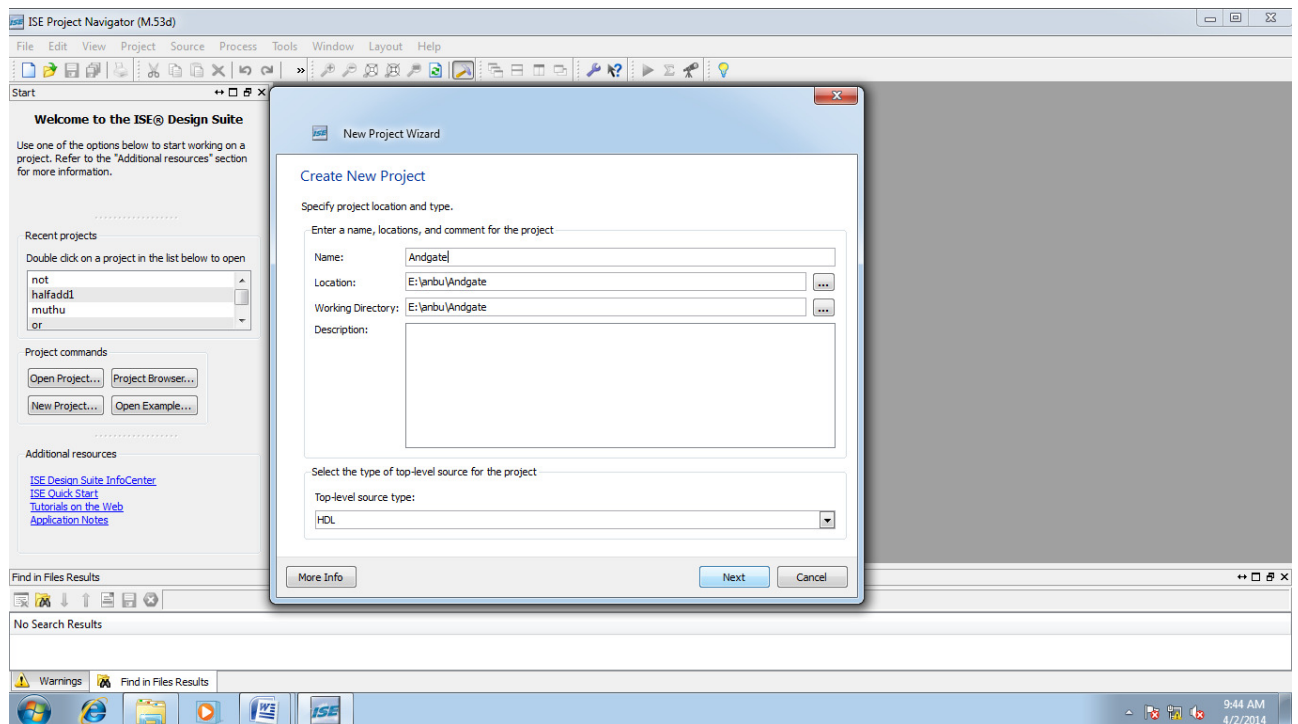 ISE Project Navigator (M.53d)
File Edit View Project Source Process Tools Window Layout Help
Start
Welcome to the ISE® Design Suite
Use one of the options below to start working on a
project. Refer to the "Additional resources" section
for more information.
Recent projects
Double click on a project in the list below to open
not
halfadd1
muthu
or
Project commands
Open Project... Project Browser...
New Project... Open Example...
Additional resources
ISE Design Suite InfoCenter
ISE Quick Start
Tutorials on the Web
Application Notes
New Project Wizard
Create New Project
Specify project location and type.
Enter a name, locations, and comment for the project
Name: Andgate
Location: E:\anbu\Andgate ...
Working Directory: E:\anbu\Andgate ...
Description:
Select the type of top-level source for the project
Top-level source type:
HDL
More Info Next Cancel
Find in Files Results
No Search Results
Warnings Find in Files Results
ISE
9:44 AM
4/2/2014